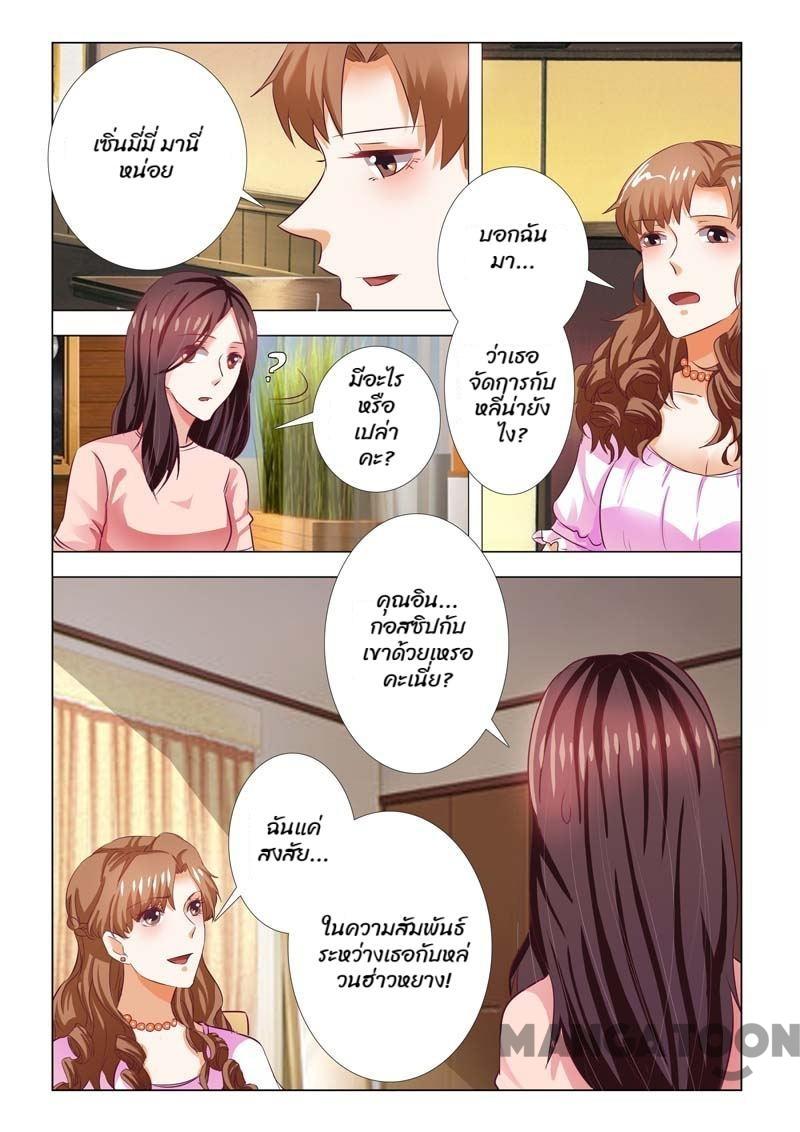 เซิ่นมี่มี่ มานี่
หน่อย
มีอะไร
หรือ
เปล่า
คะ?
?
บอกฉัน
มา...
ว่าเธอ
จัดการกับ
หลี่น่ายัง
ไง?
คุณอิน...
กอสซิปกับ
เขาด้วยเหรอ
คะเนี่ย?
ฉันแค่
สงสัย...
ในความสัมพันธ์
ระหว่างเธอกับหล่
วนฮ่าวหยาง!
MANGATOON